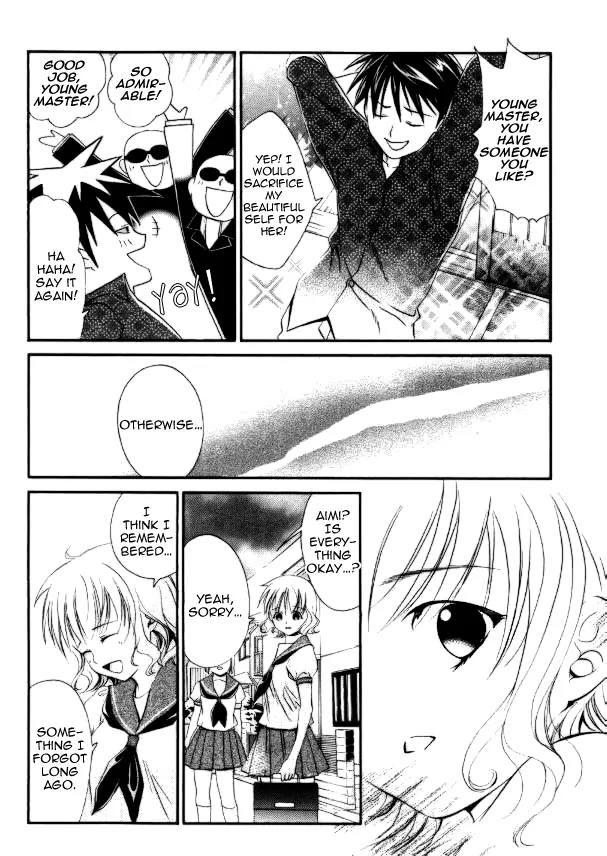 YOUNG
MASTER,
YOU
HAVE
SOMEONE
YOU
LIKE?
YEP! I
WOULD
SACRIFICE
MY
BEAUTIFUL
SELF FOR
HER!
SO
ADMIR-
ABLE!
GOOD
JOB,
YOUNG
MASTER!
HA
HAHA!
SAY IT
AGAIN!
yay!
OTHERWISE...
AIMI?
IS
EVERY-
THING
OKAY...?
YEAH,
SORRY...
I
THINK I
REMEM-
BERED...
SOME-
THING I
FORGOT
LONG
AGO.